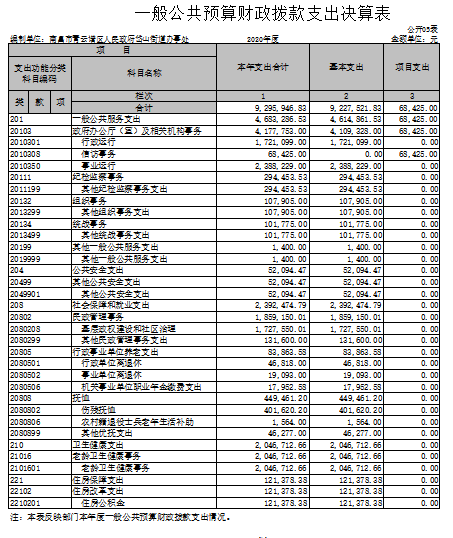 一般公共预算财政拨款支出决算表
公开05表
编制单位：南昌市青云谱区人民政府岱山街道办事处 2020年度 金额单位：元
项 目 本年支出合计 基本支出 项目支出
支出功能分类科目编码 科目名称
类 款 项 栏次 1 2 3
合计 9,295,946.83 9,227,521.83 68,425.00
201 一般公共服务支出 4,683,286.53 4,614,861.53 68,425.00
20103 政府办公厅（室）及相关机构事务 4,177,753.00 4,109,328.00 68,425.00
2010301 行政运行 1,721,099.00 1,721,099.00 0.00
2010308 信访事务 68,425.00 0.00 68,425.00
2010350 事业运行 2,388,229.00 2,388,229.00 0.00
20111 纪检监察事务 294,453.53 294,453.53 0.00
2011199 其他纪检监察事务支出 294,453.53 294,453.53 0.00
20132 组织事务 107,905.00 107,905.00 0.00
2013299 其他组织事务支出 107,905.00 107,905.00 0.00
20134 统战事务 101,775.00 101,775.00 0.00
2013499 其他统战事务支出 101,775.00 101,775.00 0.00
20199 其他一般公共服务支出 1,400.00 1,400.00 0.00
2019999 其他一般公共服务支出 1,400.00 1,400.00 0.00
204 公共安全支出 52,094.47 52,094.47 0.00
20499 其他公共安全支出 52,094.47 52,094.47 0.00
2049901 其他公共安全支出 52,094.47 52,094.47 0.00
208 社会保障和就业支出 2,392,474.79 2,392,474.79 0.00
20802 民政管理事务 1,859,150.01 1,859,150.01 0.00
2080208 基层政权建设和社区治理 1,727,550.01 1,727,550.01 0.00
2080299 其他民政管理事务支出 131,600.00 131,600.00 0.00
20805 行政事业单位养老支出 83,863.58 83,863.58 0.00
2080501 行政单位离退休 46,818.00 46,818.00 0.00
2080502 事业单位离退休 19,093.00 19,093.00 0.00
2080506 机关事业单位职业年金缴费支出 17,952.58 17,952.58 0.00
20808 抚恤 449,461.20 449,461.20 0.00
2080802 伤残抚恤 401,620.20 401,620.20 0.00
2080806 农村籍退役士兵老年生活补助 1,564.00 1,564.00 0.00
2080899 其他优抚支出 46,277.00 46,277.00 0.00
210 卫生健康支出 2,046,712.66 2,046,712.66 0.00
21016 老龄卫生健康事务 2,046,712.66 2,046,712.66 0.00
2101601 老龄卫生健康事务 2,046,712.66 2,046,712.66 0.00
221 住房保障支出 121,378.38 121,378.38 0.00
22102 住房改革支出 121,378.38 121,378.38 0.00
2210201 住房公积金 121,378.38 121,378.38 0.00
注：本表反映部门本年度一般公共预算财政拨款支出情况。